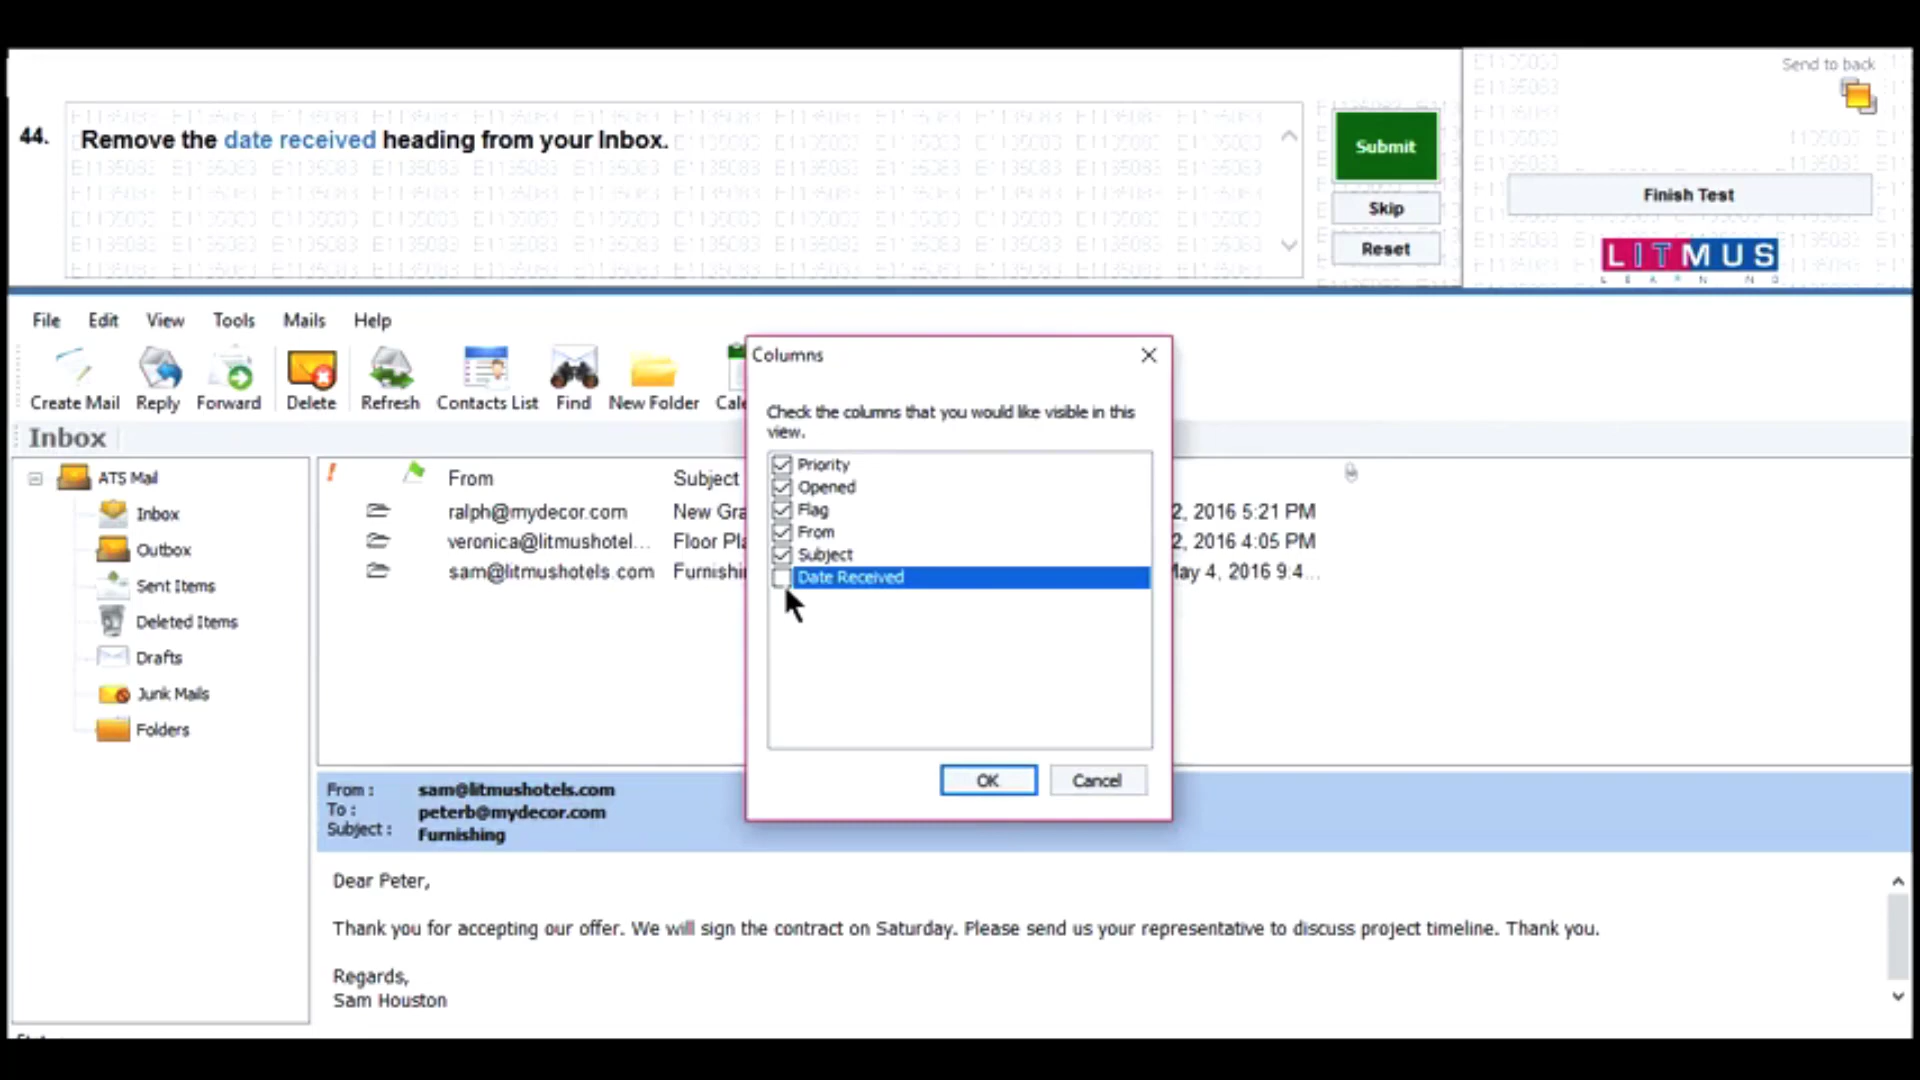 Send to back
44.
Remove the date received heading from your Inbox.
Submit
Skip
Reset
Finish Test
LITMUS
File Edit View Tools Mails Help
Create Mail Reply Forward Delete Refresh Contacts List Find New Folder
Inbox
ATS Mail
Inbox
Outbox
Sent Items
Deleted Items
Drafts
Junk Mails
Folders
! From Subject
ralph@mydecor.com 2, 2016 5:21 PM
veronica@litmushotel... Floor 2, 2016 4:05 PM
sam@litmushotels.com 4, 2016 9:4...
Columns
Check the columns that you would like visible in this
view.
Priority
Opened
Flag
From
Subject
Date Received
OK Cancel
From : sam@litmushotels.com
To : peterb@mydecor.com
Subject : Furnishing
Dear Peter,
Thank you for accepting our offer. We will sign the contract on Saturday. Please send us your representative to discuss project timeline. Thank you.
Regards,
Sam Houston